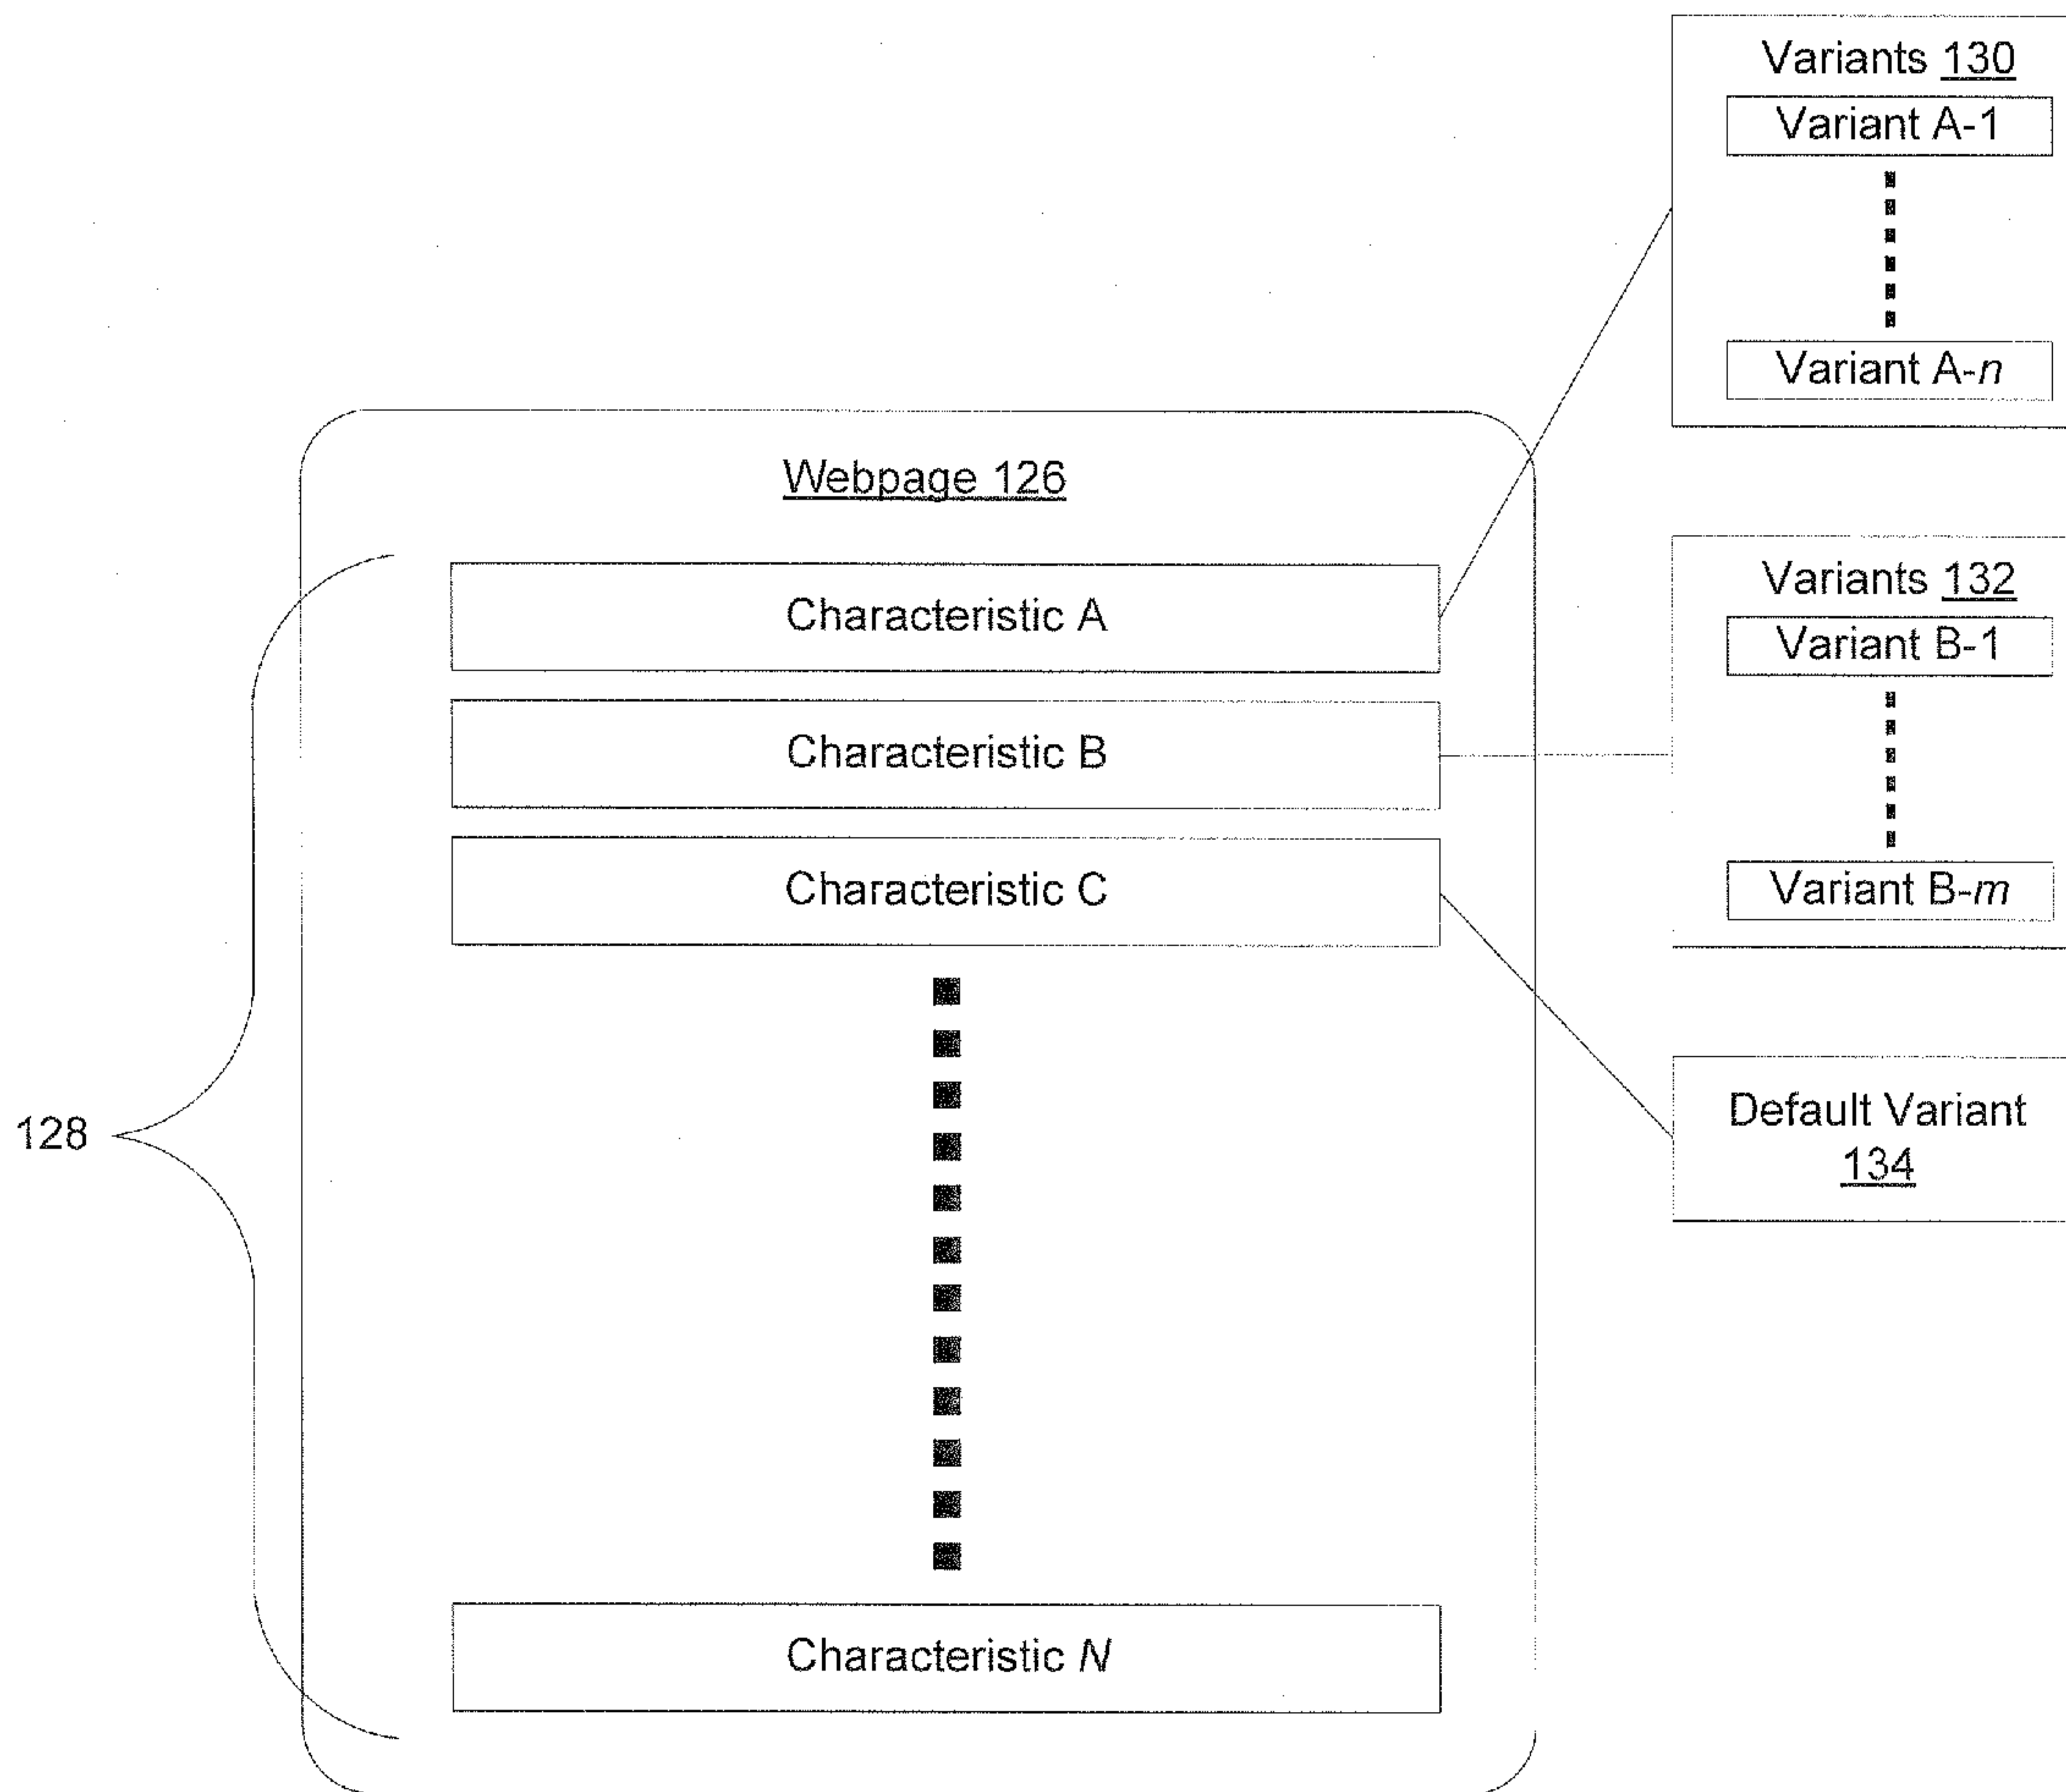 Variants 130
Variant A-1
Variant A-n
Webpage 126
Characteristic A
Characteristic B
Characteristic C
Characteristic N
128
Variants 132
Variant B-1
Variant B-m
Default Variant
134